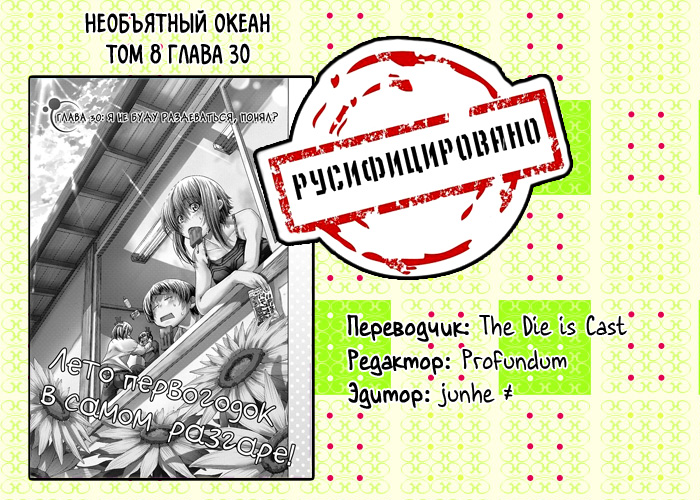 НЕОБЪЯТНЫЙ ОКЕАН
ТОМ 8 ГЛАВА 30
ГЛАВА 30: Я НЕ БУДУ РАЗДЕВАТЬСЯ, ПОНЯЛ?
РУСИФИЦИРОВАНО
Лето первогодок
в самом разгаре!
Переводчик: The Die is Cast
Редактор: Profundum
Эдитор: junhe ≠